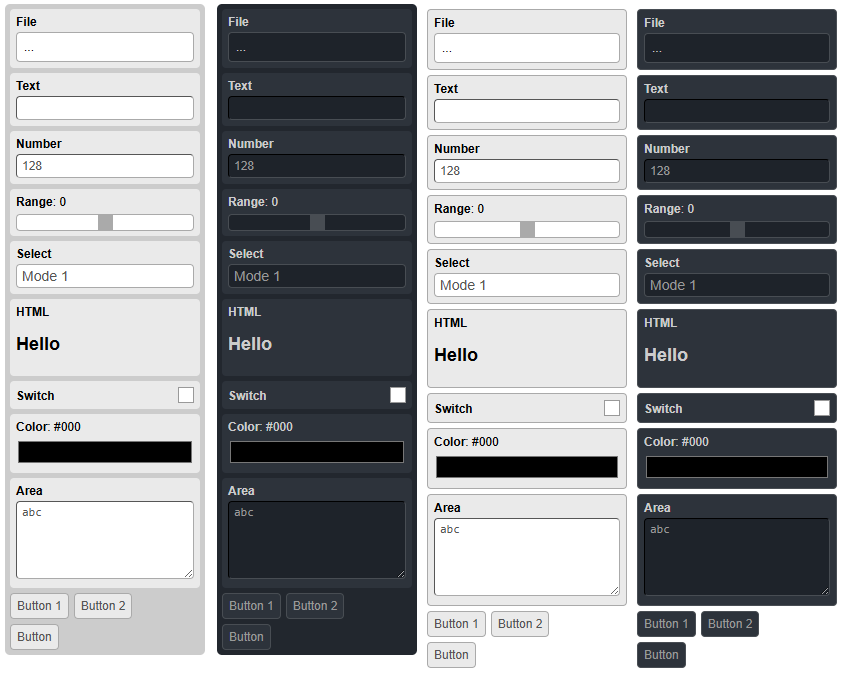 File
...
Text
Number
128
Range: 0
Select
Mode 1
HTML
Hello
Switch
Color: #000
Area
abc
Button 1 Button 2
Button
File
...
Text
Number
128
Range: 0
Select
Mode 1
HTML
Hello
Switch
Color: #000
Area
abc
Button 1 Button 2
Button
File
...
Text
Number
128
Range: 0
Select
Mode 1
HTML
Hello
Switch
Color: #000
Area
abc
Button 1 Button 2
Button
File
...
Text
Number
128
Range: 0
Select
Mode 1
HTML
Hello
Switch
Color: #000
Area
abc
Button 1 Button 2
Button